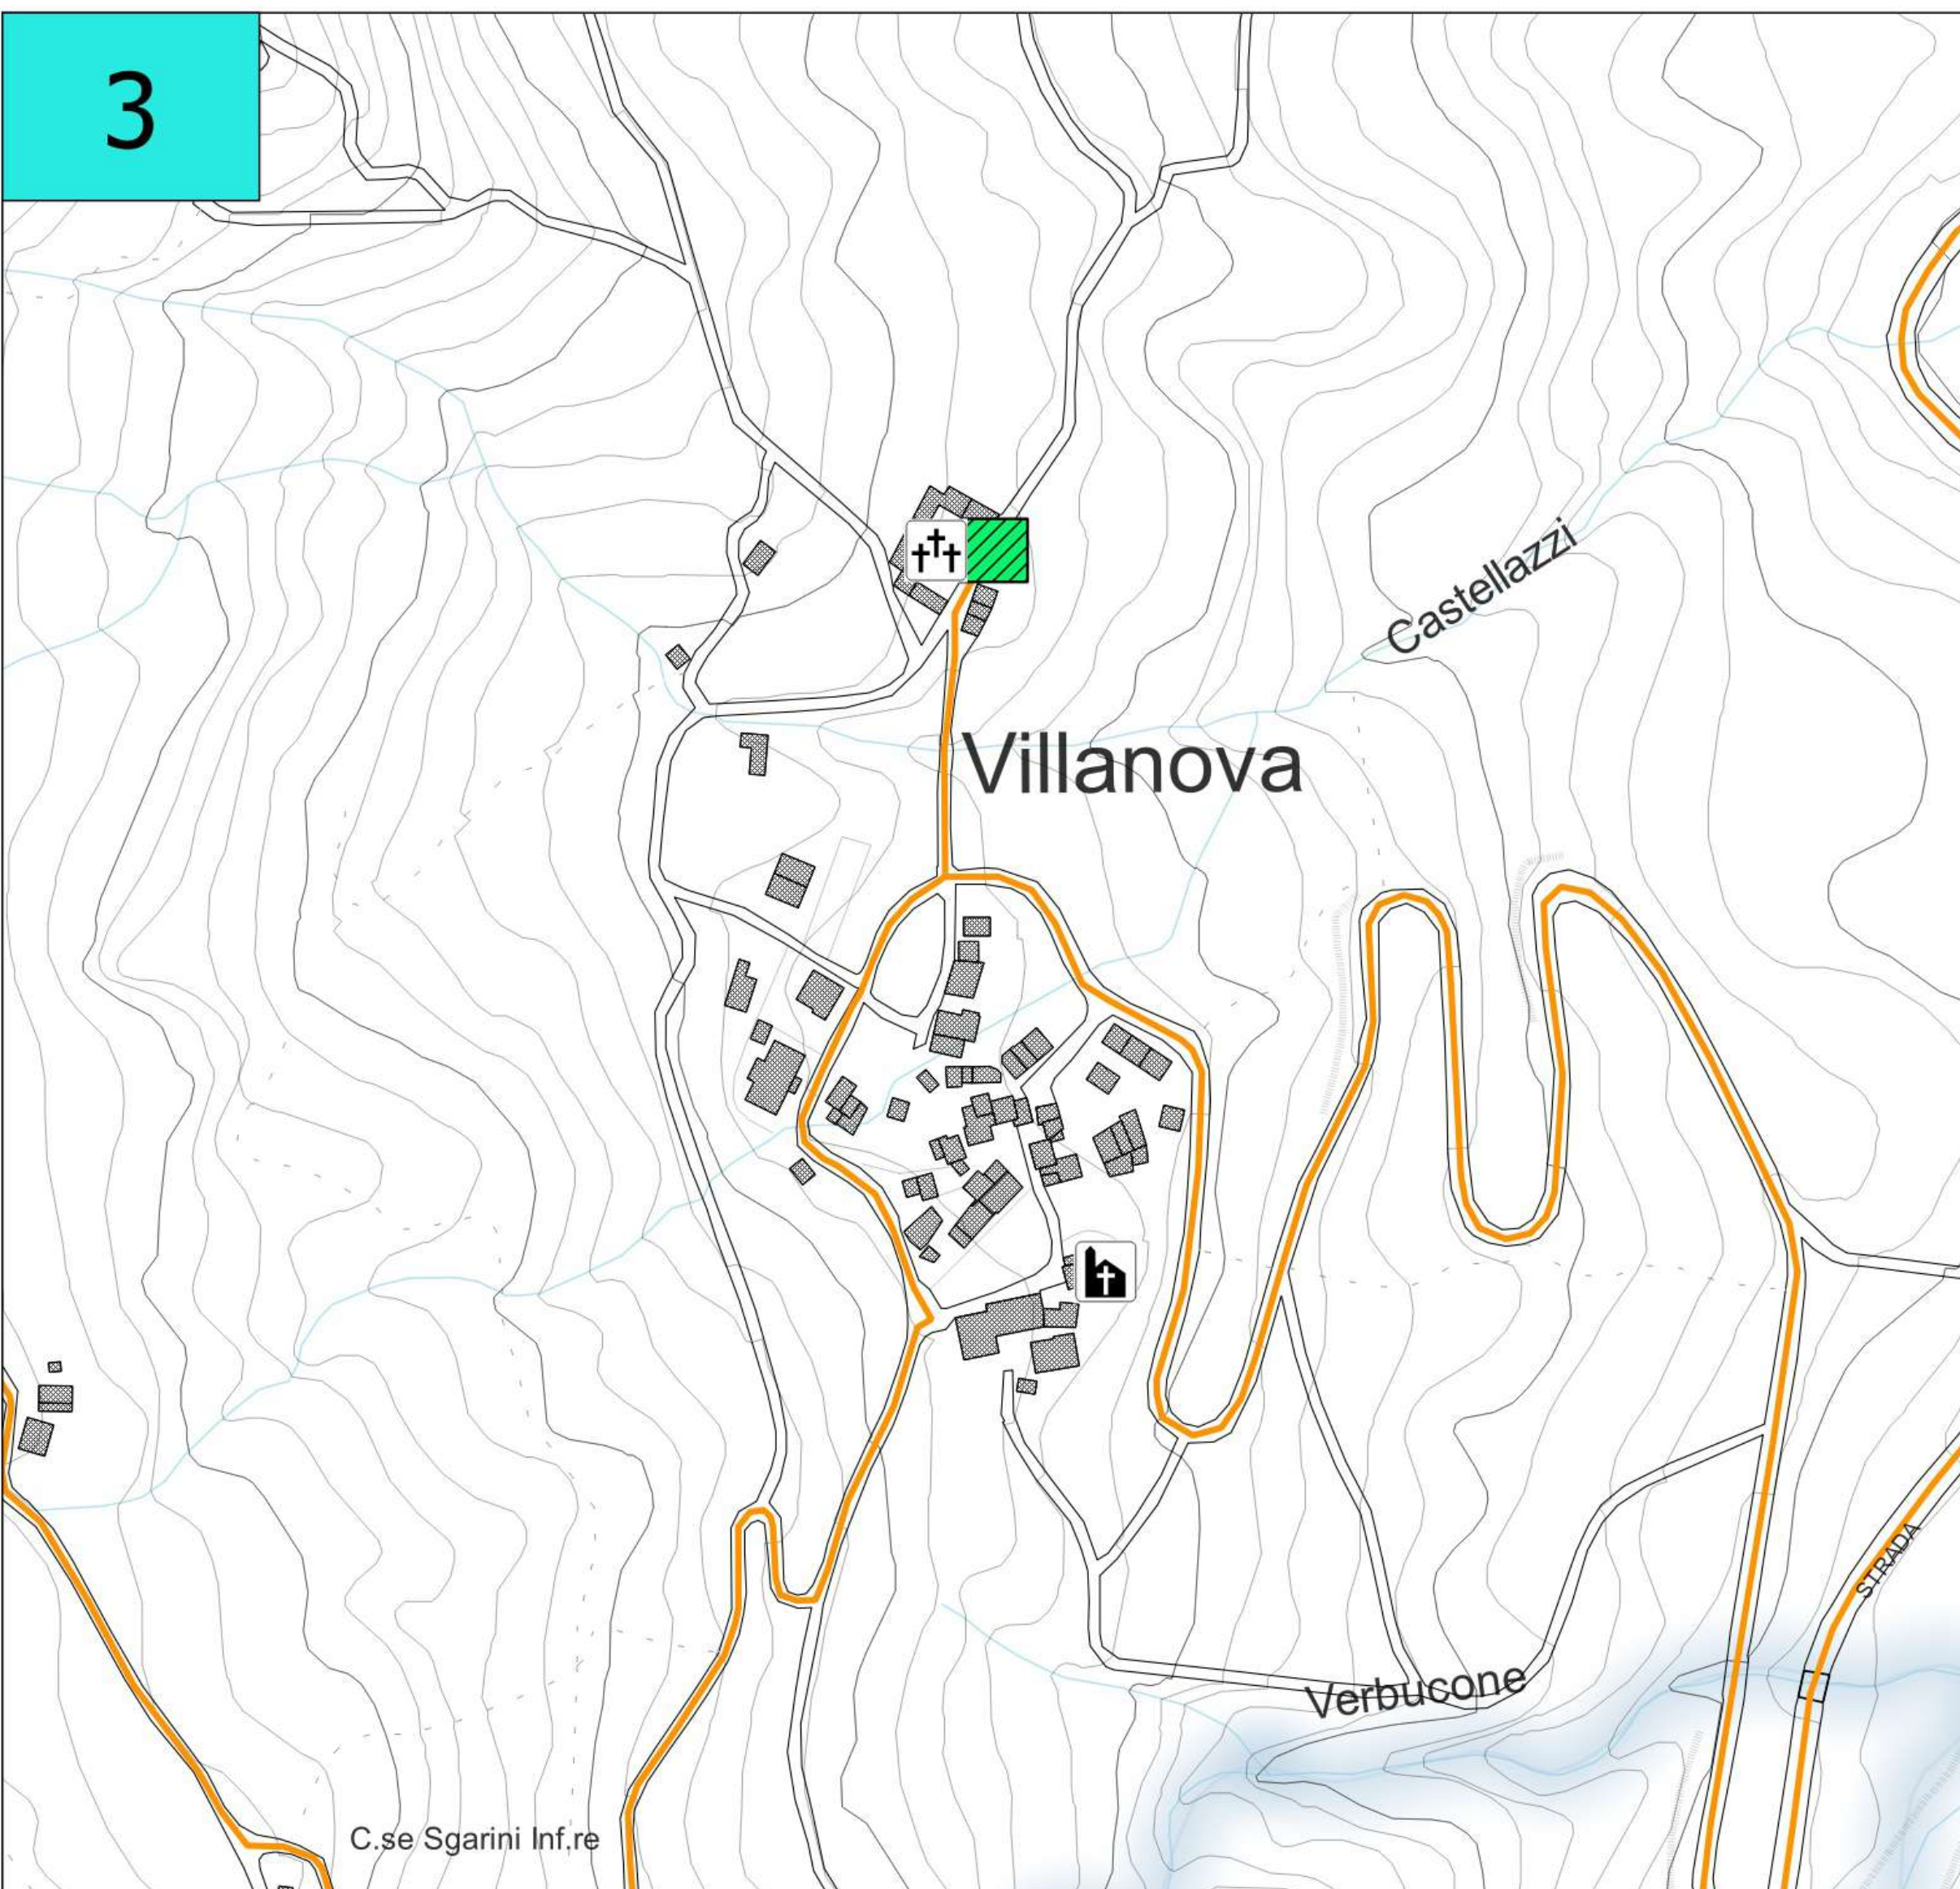 3
Castellazzi
Villanova
STRADA
Verbucone
C.se Sgarini Inf.re